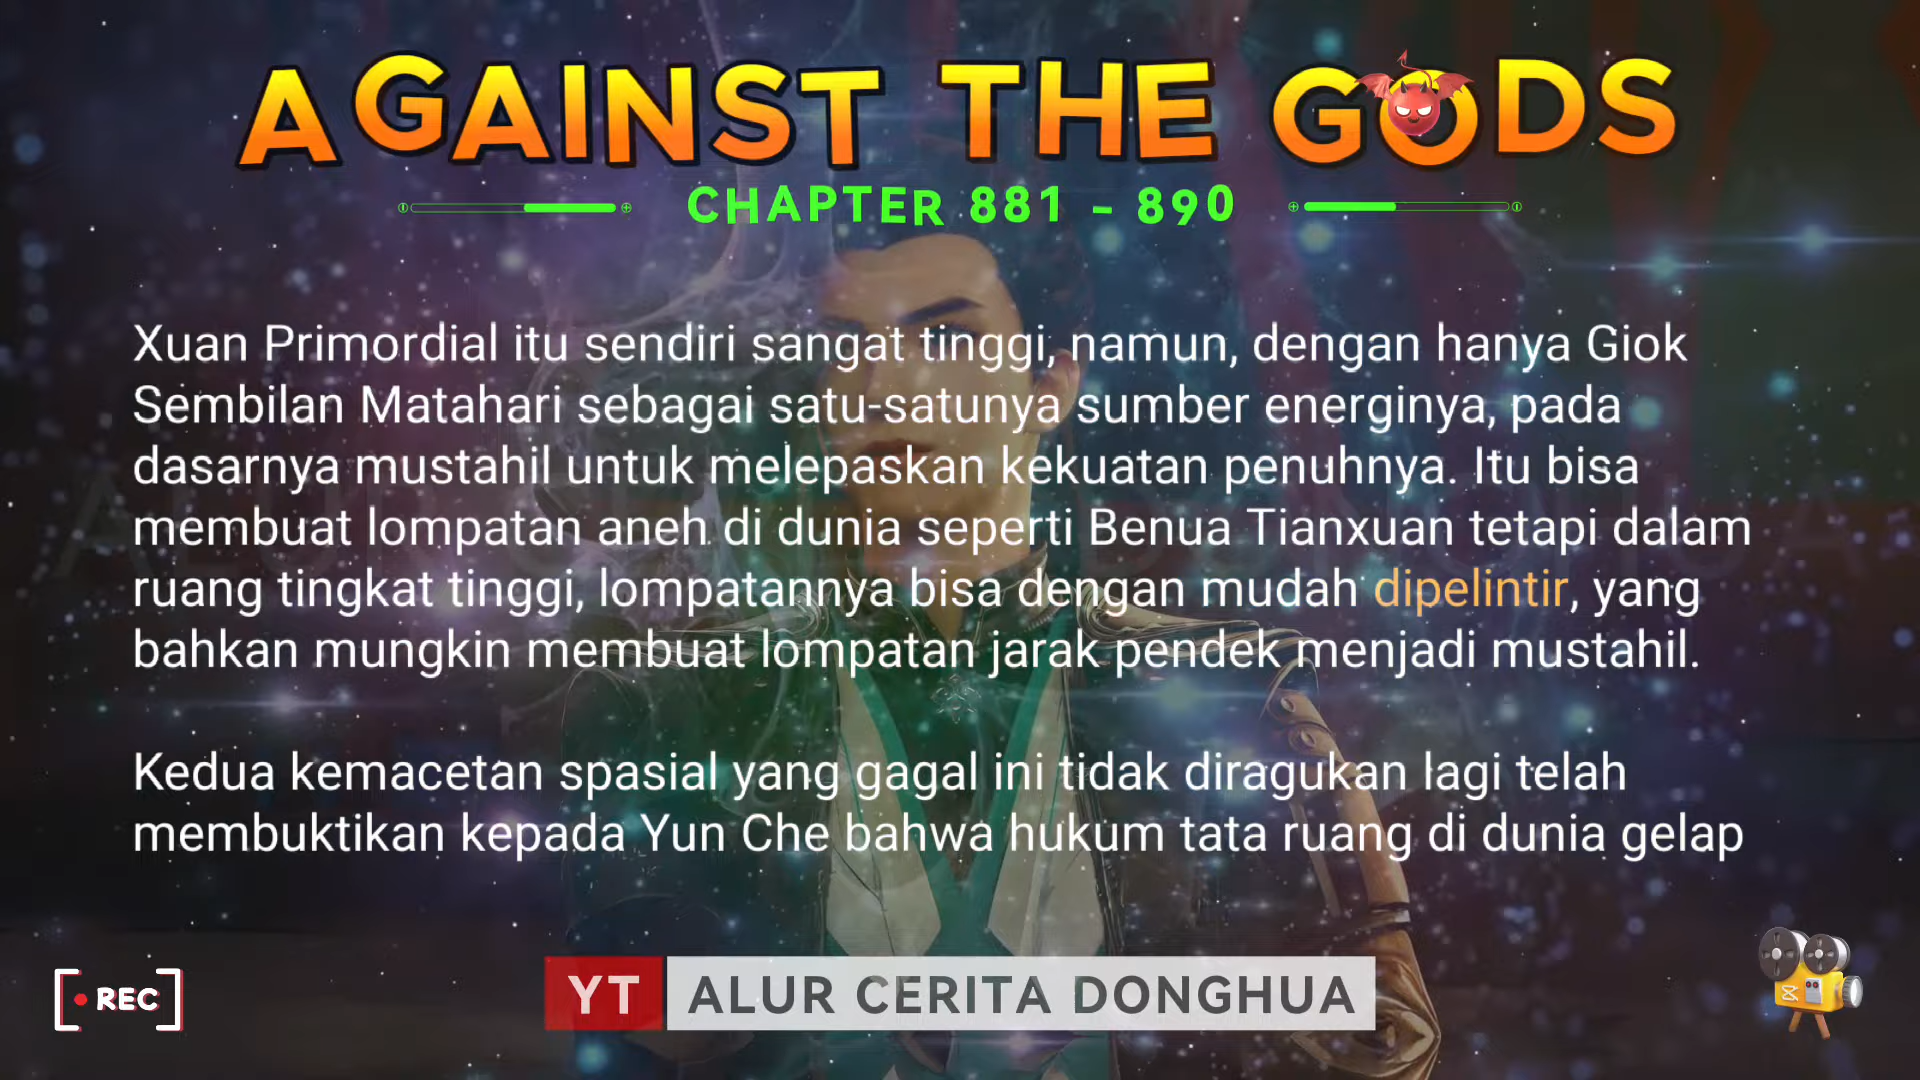 AGAINST THE GODS
CHAPTER 881 - 890
Xuan Primordial itu sendiri sangat tinggi, namun, dengan hanya Giok
Sembilan Matahari sebagai satu-satunya sumber energinya, pada
dasarnya mustahil untuk melepaskan kekuatan penuhnya. Itu bisa
membuat lompatan aneh di dunia seperti Benua Tianxuan tetapi dalam
ruang tingkat tinggi, lompatannya bisa dengan mudah dipelintir, yang
bahkan mungkin membuat lompatan jarak pendek menjadi mustahil.
Kedua kemacetan spasial yang gagal ini tidak diragukan lagi telah
membuktikan kepada Yun Che bahwa hukum tata ruang di dunia gelap
REC
YT ALUR CERITA DONGHUA